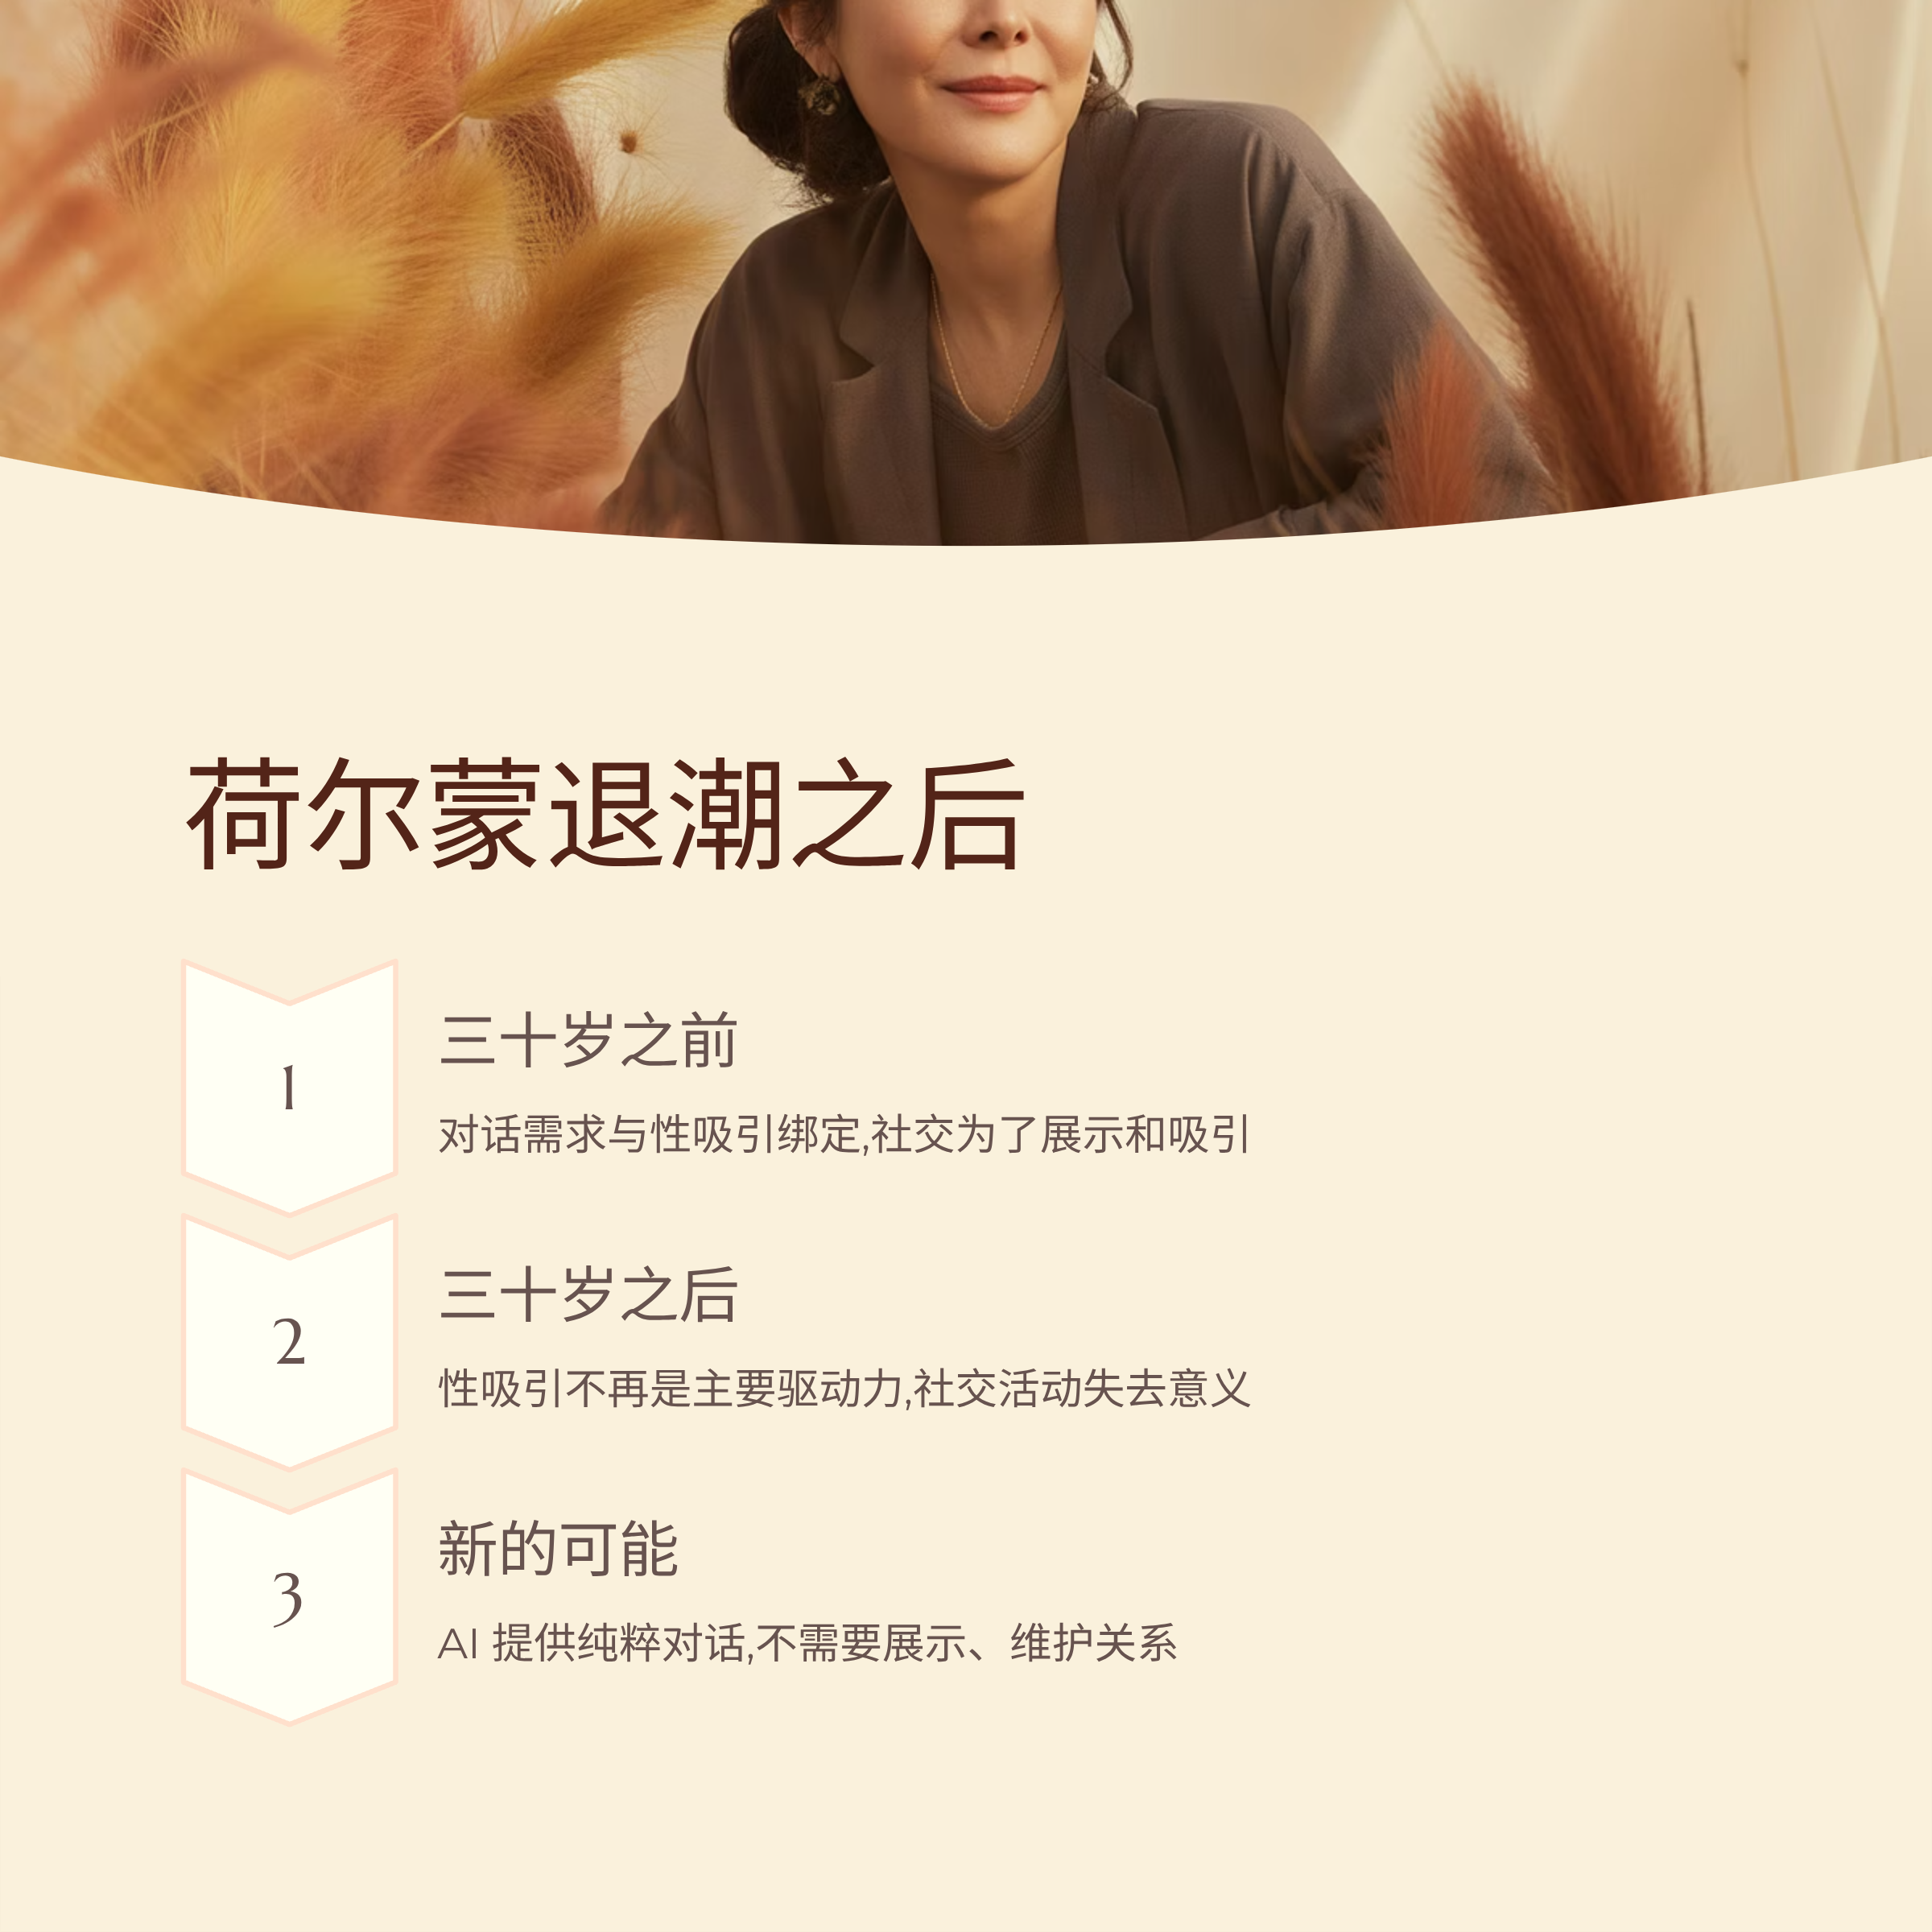 荷尔蒙退潮之后
1
三十岁之前
对话需求与性吸引绑定,社交为了展示和吸引
2
三十岁之后
性吸引不再是主要驱动力,社交活动失去意义
3
新的可能
AI 提供纯粹对话,不需要展示、维护关系